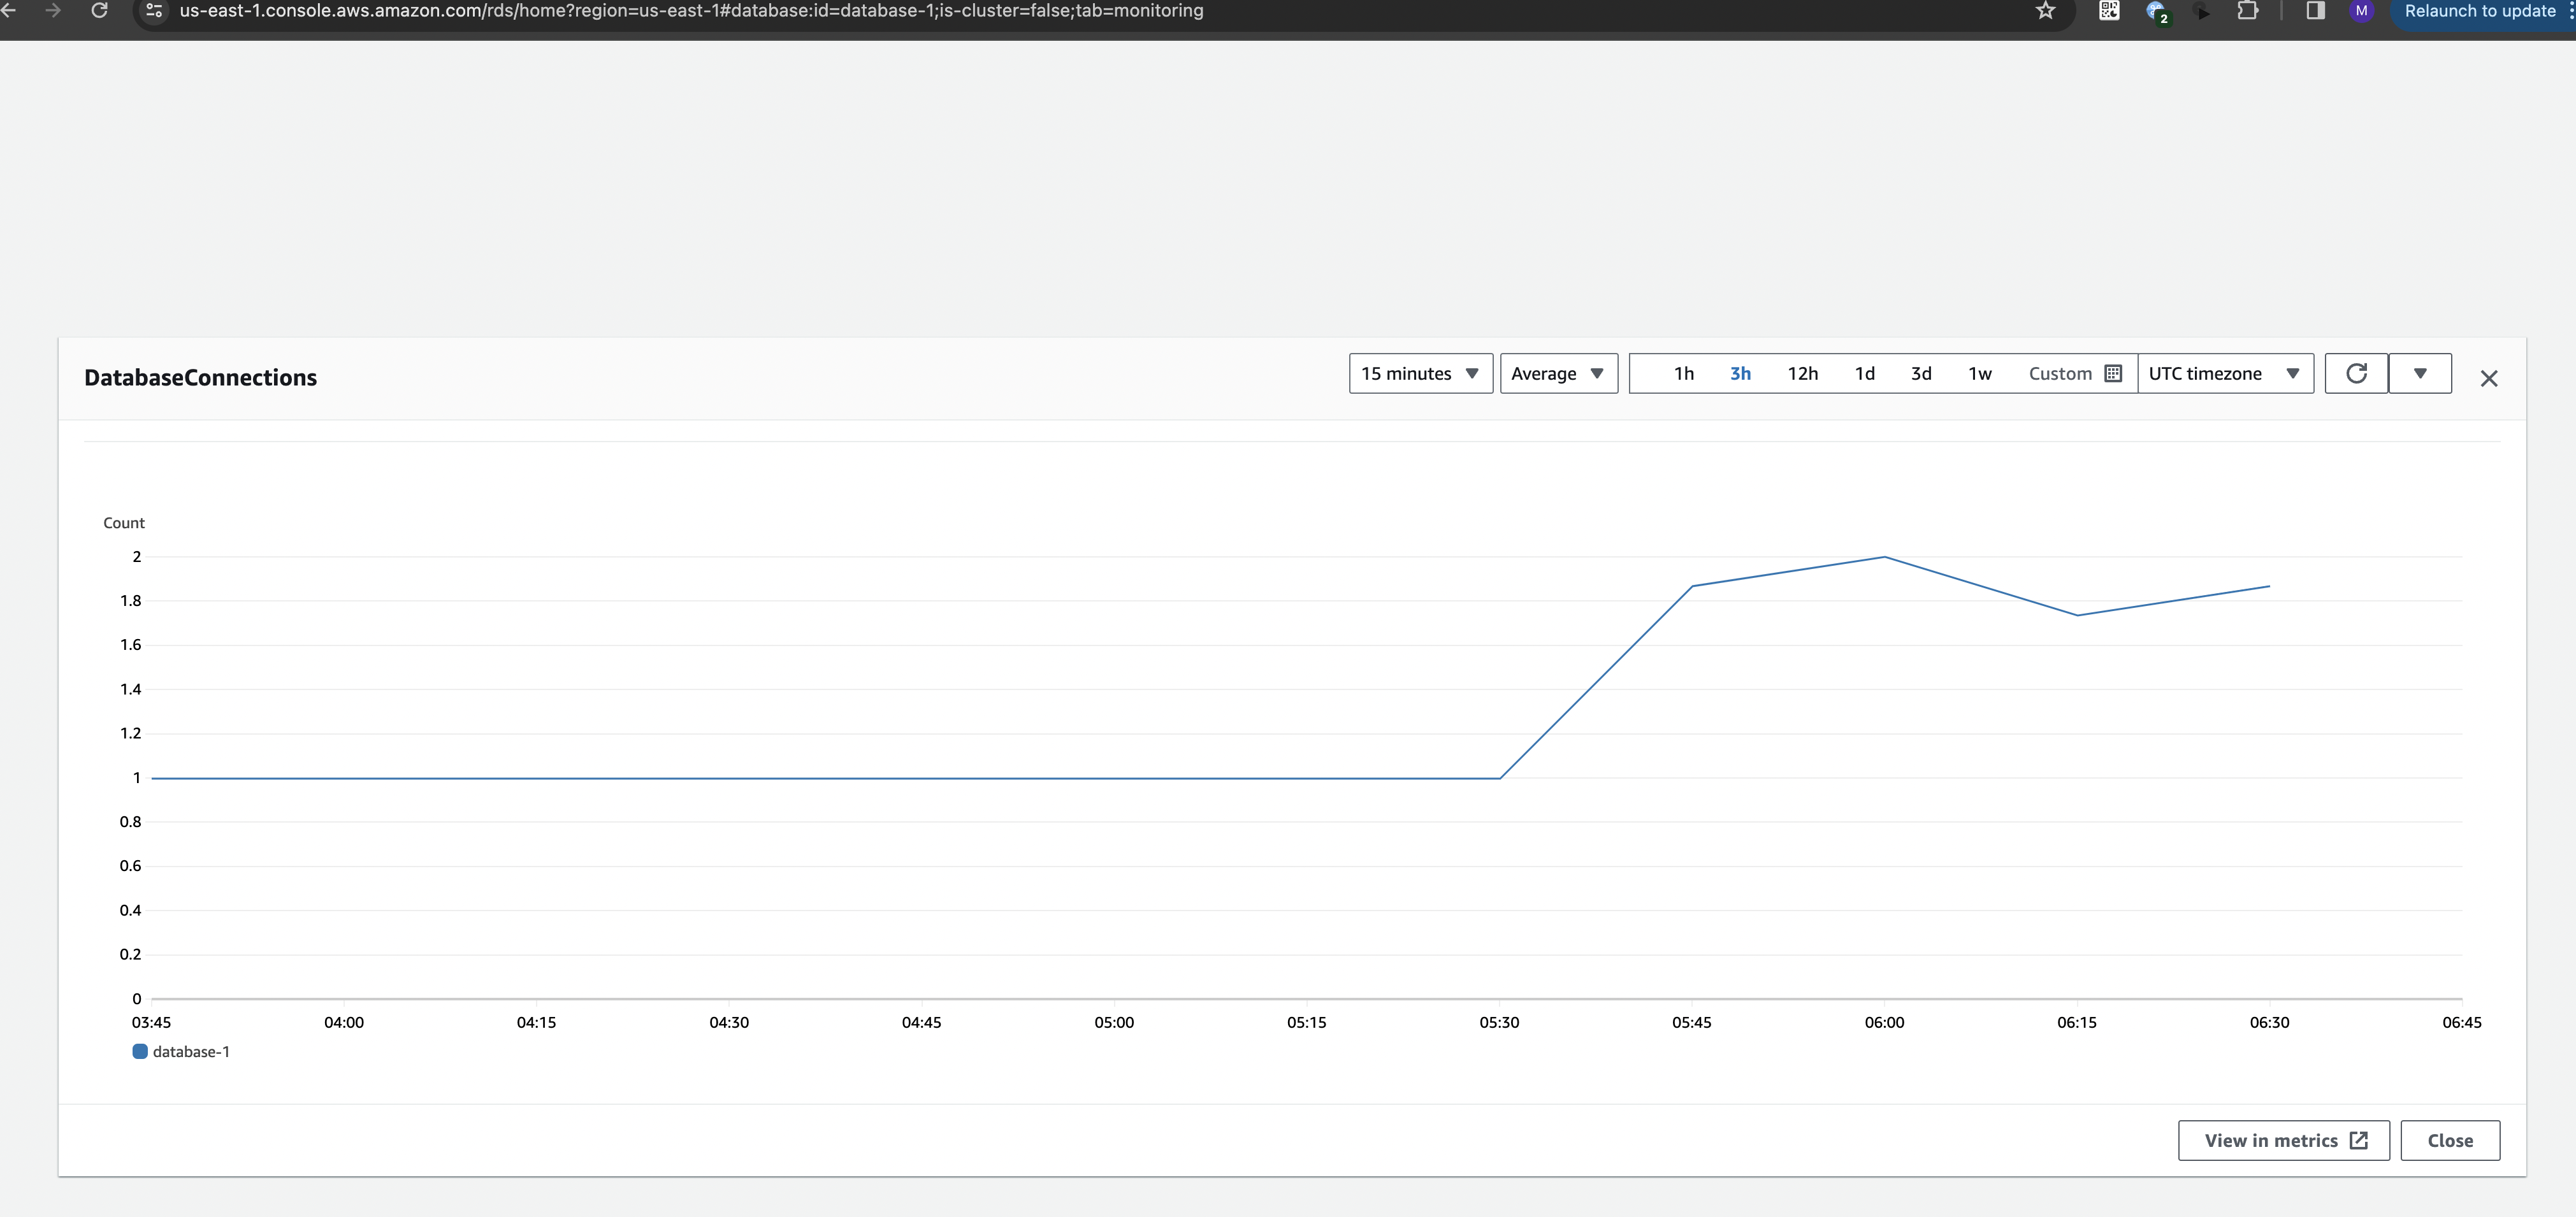 us-east-1.console.aws.amazon.com/rds/home?region=us-east-1#database:id=database-1;is-cluster=false;tab=monitoring
2
M
Relaunch to update
DatabaseConnections
15 minutes
Average
1h 3h 12h 1d 3d 1w Custom
UTC timezone
Count
2
1.8
1.6
1.4
1.2
1
0.8
0.6
0.4
0.2
0
03:45 04:00 04:15 04:30 04:45 05:00 05:15 05:30 05:45 06:00 06:15 06:30 06:45
database-1
View in metrics
Close